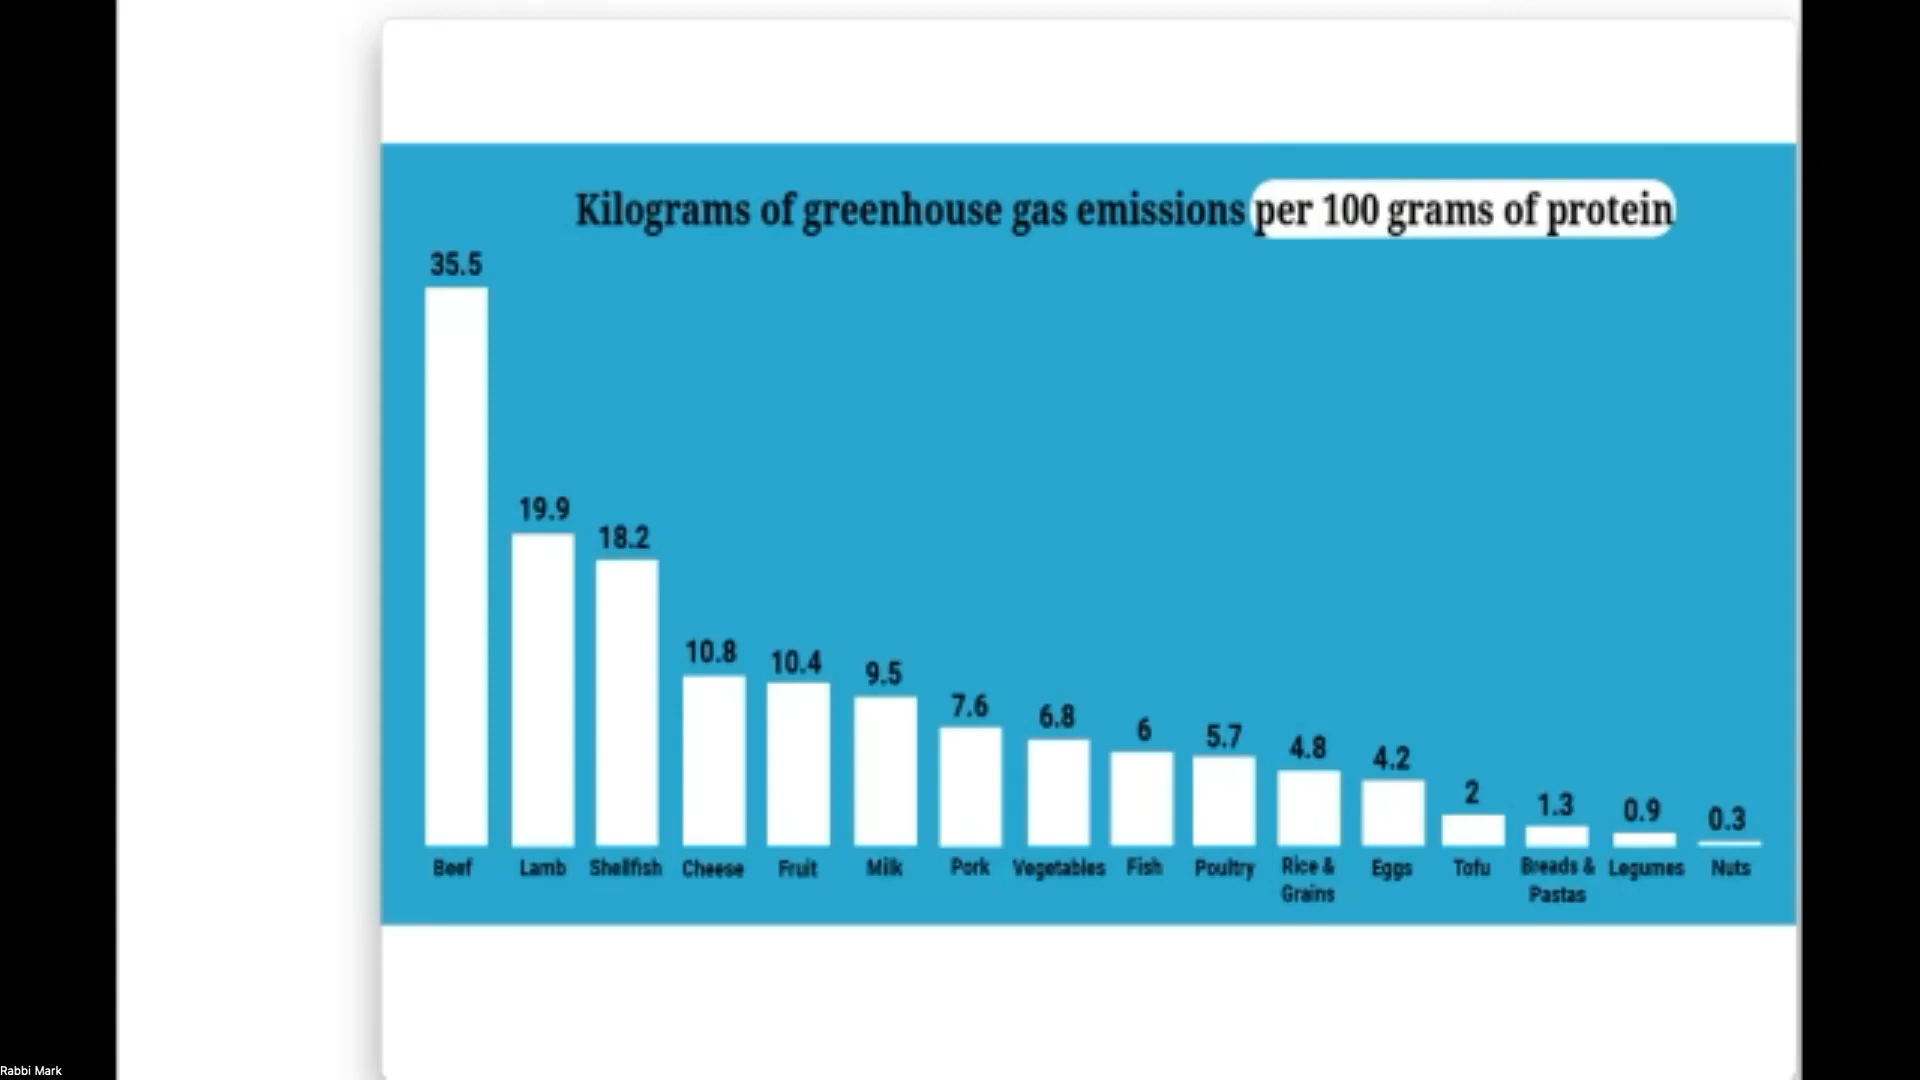 Kilograms of greenhouse gas emissions per 100 grams of protein
35.5
19.9
18.2
10.8
10.4
9.5
7.6
6.8
6
5.7
4.8
4.2
2
1.3
0.9
0.3
Beef
Lamb
Shellfish
Cheese
Fruit
Milk
Pork
Vegetables
Fish
Poultry
Rice &
Grains
Eggs
Tofu
Breads &
Pastas
Legumes
Nuts
Rabbi Mark